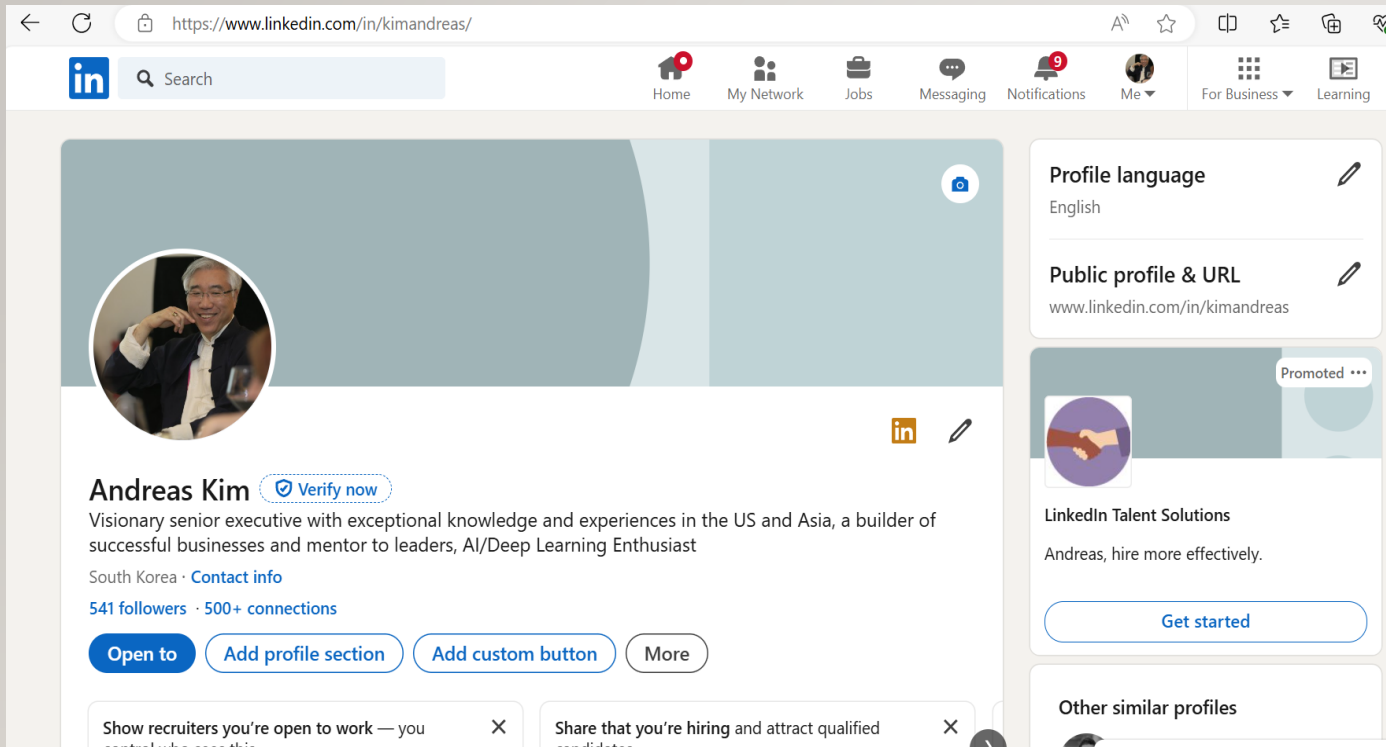 https://www.linkedin.com/in/kimandreas/
in
Search
Home
My Network
Jobs
Messaging
9
Notifications
Me
For Business
Learning
Profile language
English
Public profile & URL
www.linkedin.com/in/kimandreas
Promoted
in
Andreas Kim
Verify now
Visionary senior executive with exceptional knowledge and experiences in the US and Asia, a builder of
successful businesses and mentor to leaders, AI/Deep Learning Enthusiast
South Korea · Contact info
541 followers · 500+ connections
Open to
Add profile section
Add custom button
More
Show recruiters you're open to work — you
Share that you're hiring and attract qualified
LinkedIn Talent Solutions
Andreas, hire more effectively.
Get started
Other similar profiles